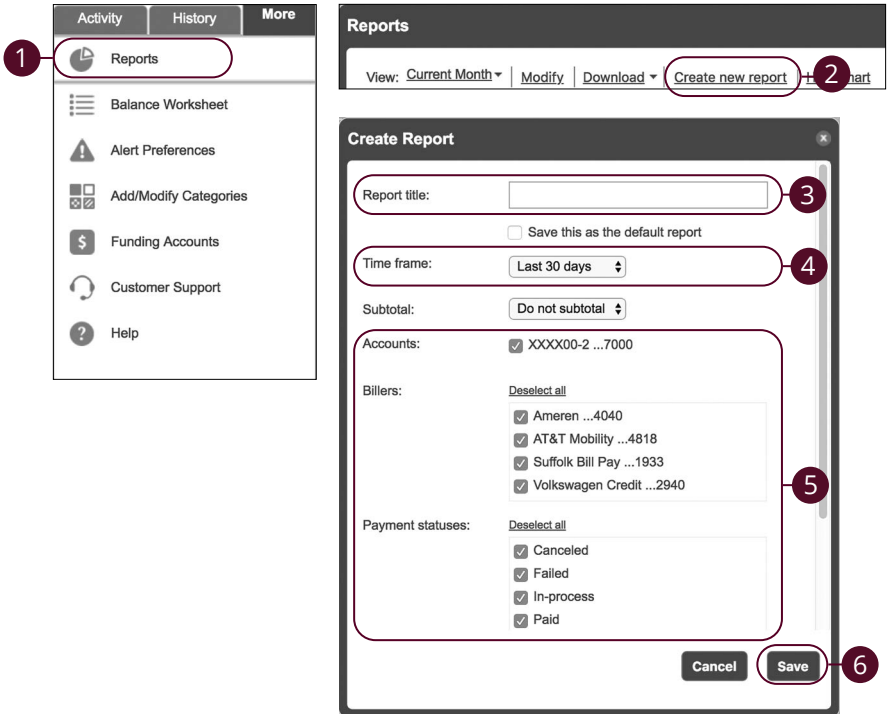 Activity History More
1 Reports
Balance Worksheet
Alert Preferences
Add/Modify Categories
Funding Accounts
Customer Support
Help
Reports
View: Current Month Modify Download Create new report 2
Create Report
Report title: 3
Save this as the default report
Time frame: Last 30 days 4
Subtotal: Do not subtotal
Accounts: XXXX00-2 ...7000
Billers: Deselect all
Ameren ...4040
AT&T Mobility ...4818
Suffolk Bill Pay ...1933
Volkswagen Credit ...2940 5
Payment statuses: Deselect all
Canceled
Failed
In-process
Paid
Cancel Save 6